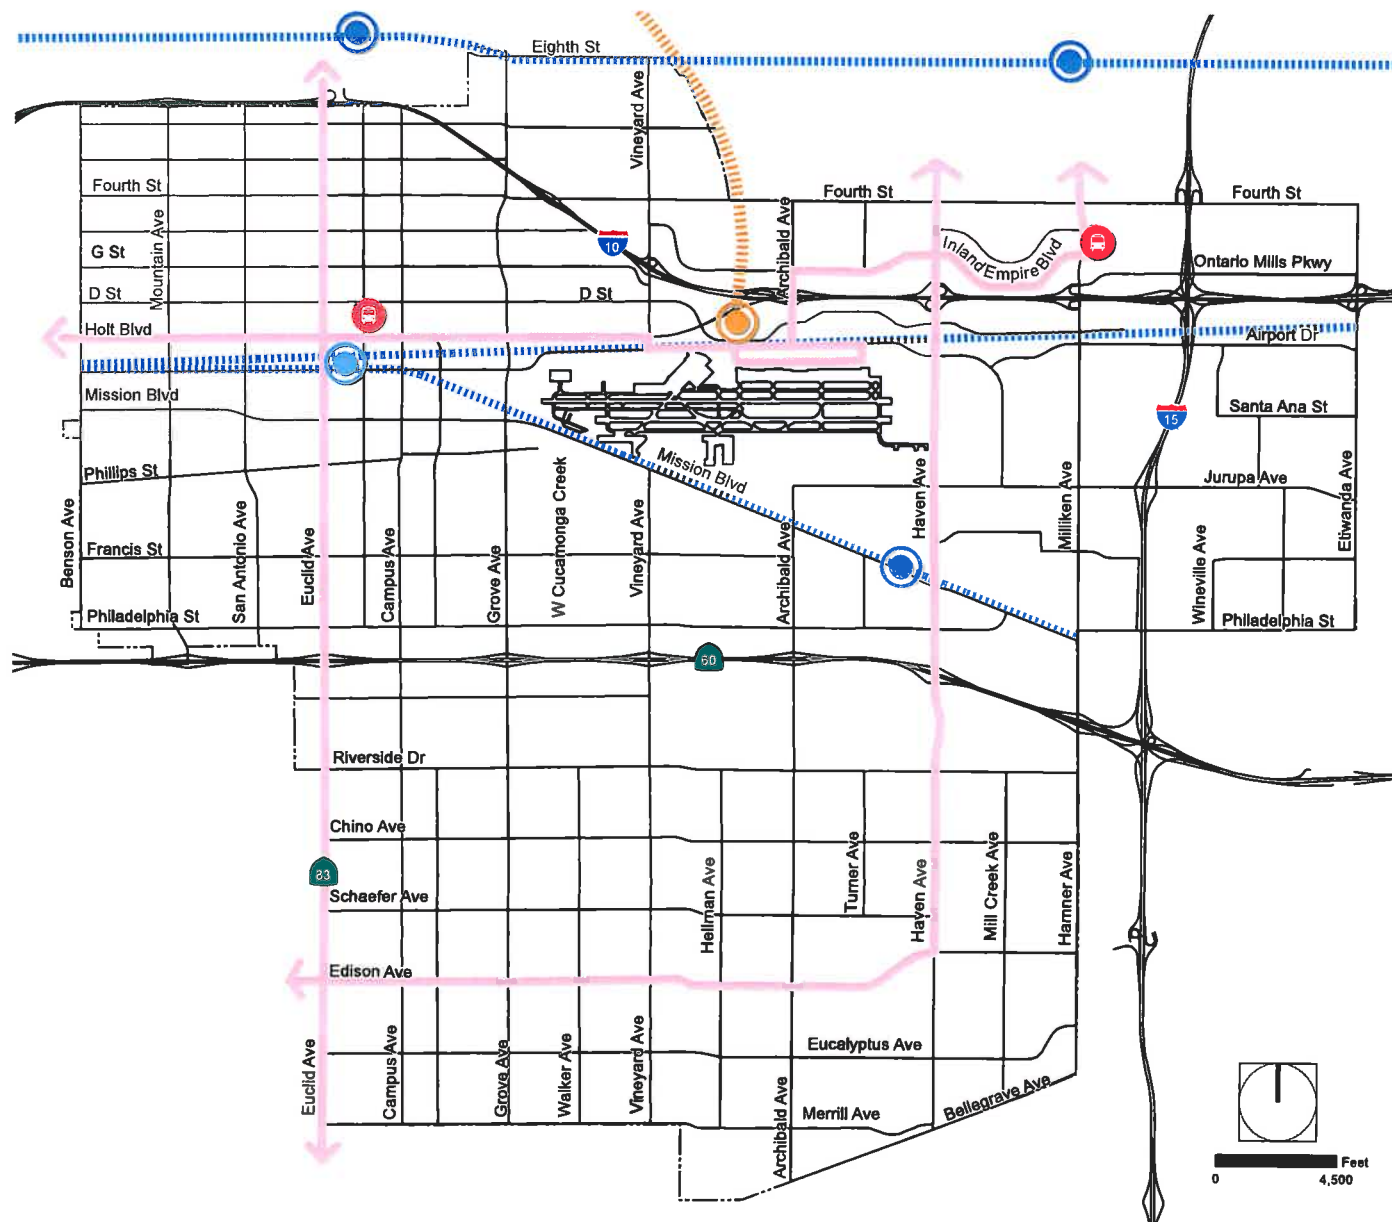 Eighth St
Vineyard Ave
Fourth St
Fourth St
Fourth St
Mountain Ave
Archibald Ave
G St
10
Inland Empire Blvd
Ontario Mills Pkwy
D St
D St
Holt Blvd
Airport Dr
Mission Blvd
Santa Ana St
15
Mission Blvd
Phillips St
Jurupa Ave
Benson Ave
San Antonio Ave
Euclid Ave
Campus Ave
Grove Ave
W Cucamonga Creek
Vineyard Ave
Archibald Ave
Haven Ave
Milliken Ave
Wineville Ave
Etiwanda Ave
Francis St
Philadelphia St
Philadelphia St
60
Riverside Dr
Chino Ave
83
Schaefer Ave
Hellman Ave
Turner Ave
Haven Ave
Mill Creek Ave
Hamner Ave
Edison Ave
Euclid Ave
Campus Ave
Grove Ave
Walker Ave
Vineyard Ave
Archibald Ave
Eucalyptus Ave
Merrill Ave
Bellegrave Ave
Feet
0 4,500